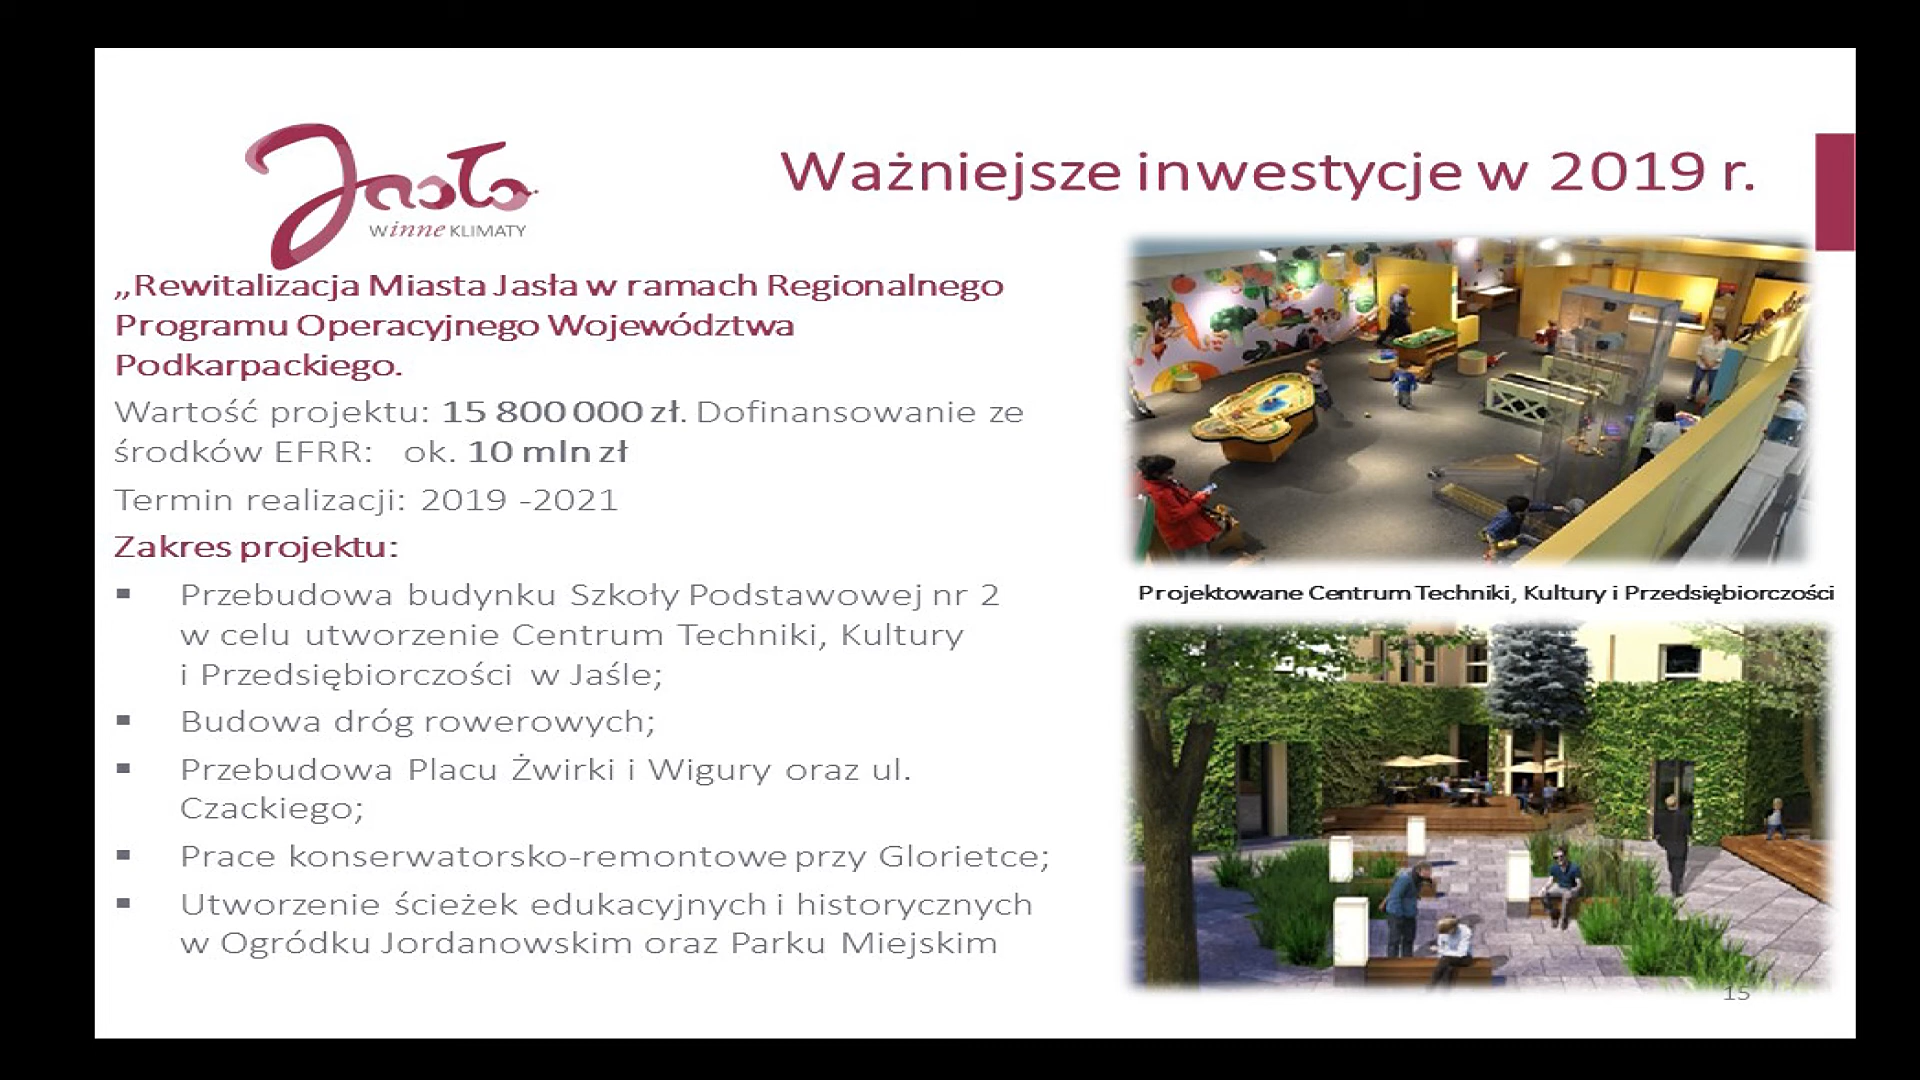 Jasło
WinneKLIMATY
Ważniejsze inwestycje w 2019 r.
„Rewitalizacja Miasta Jasła w ramach Regionalnego
Programu Operacyjnego Województwa
Podkarpackiego.
Wartość projektu: 15 800 000 zł. Dofinansowanie ze
środków EFRR: ok. 10 mln zł
Termin realizacji: 2019 -2021
Zakres projektu:
▪ Przebudowa budynku Szkoły Podstawowej nr 2
w celu utworzenie Centrum Techniki, Kultury
i Przedsiębiorczości w Jaśle;
▪ Budowa dróg rowerowych;
▪ Przebudowa Placu Żwirki i Wigury oraz ul.
Czackiego;
▪ Prace konserwatorsko-remontowe przy Glorietce;
▪ Utworzenie ścieżek edukacyjnych i historycznych
w Ogródku Jordanowskim oraz Parku Miejskim
Projektowane Centrum Techniki, Kultury i Przedsiębiorczości
15